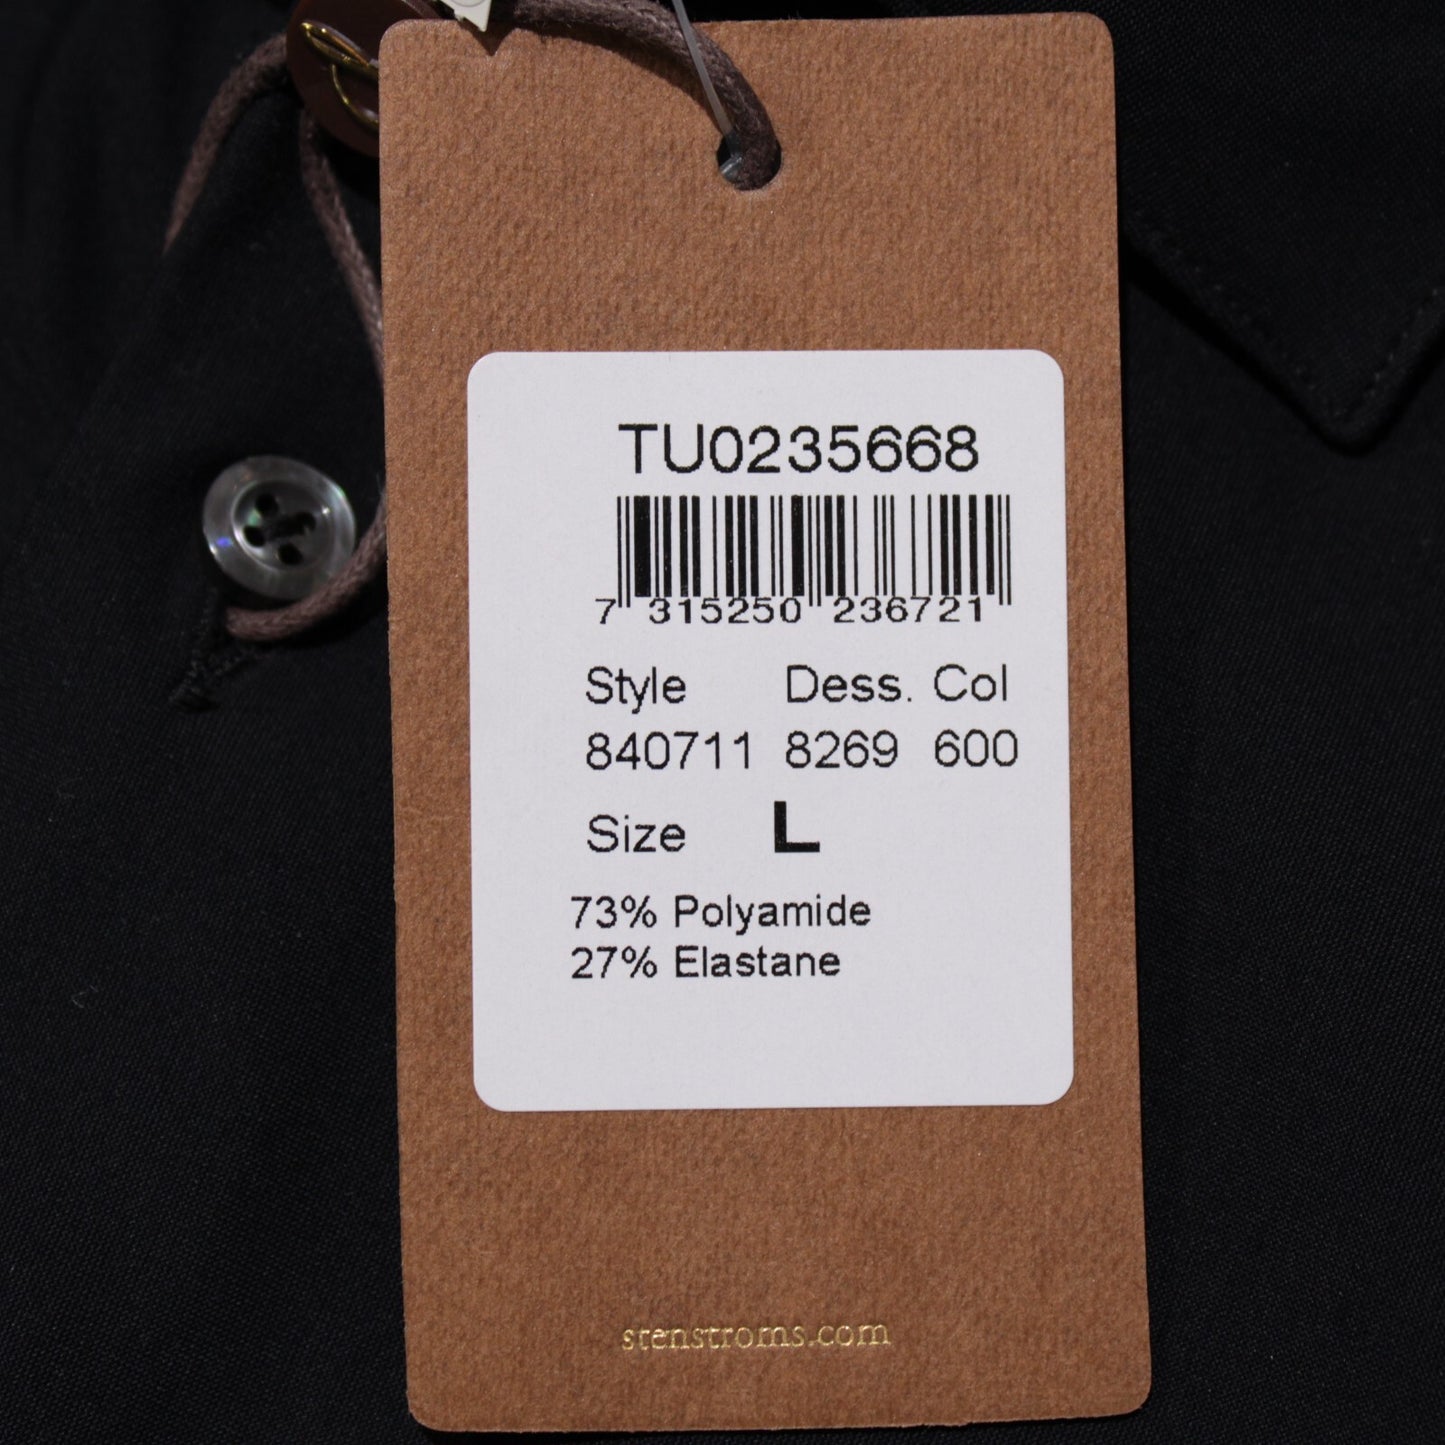 TU0235668
7 315250 236721
Style Dess. Col
840711 8269 600
Size L
73% Polyamide
27% Elastane
stenstroms.com